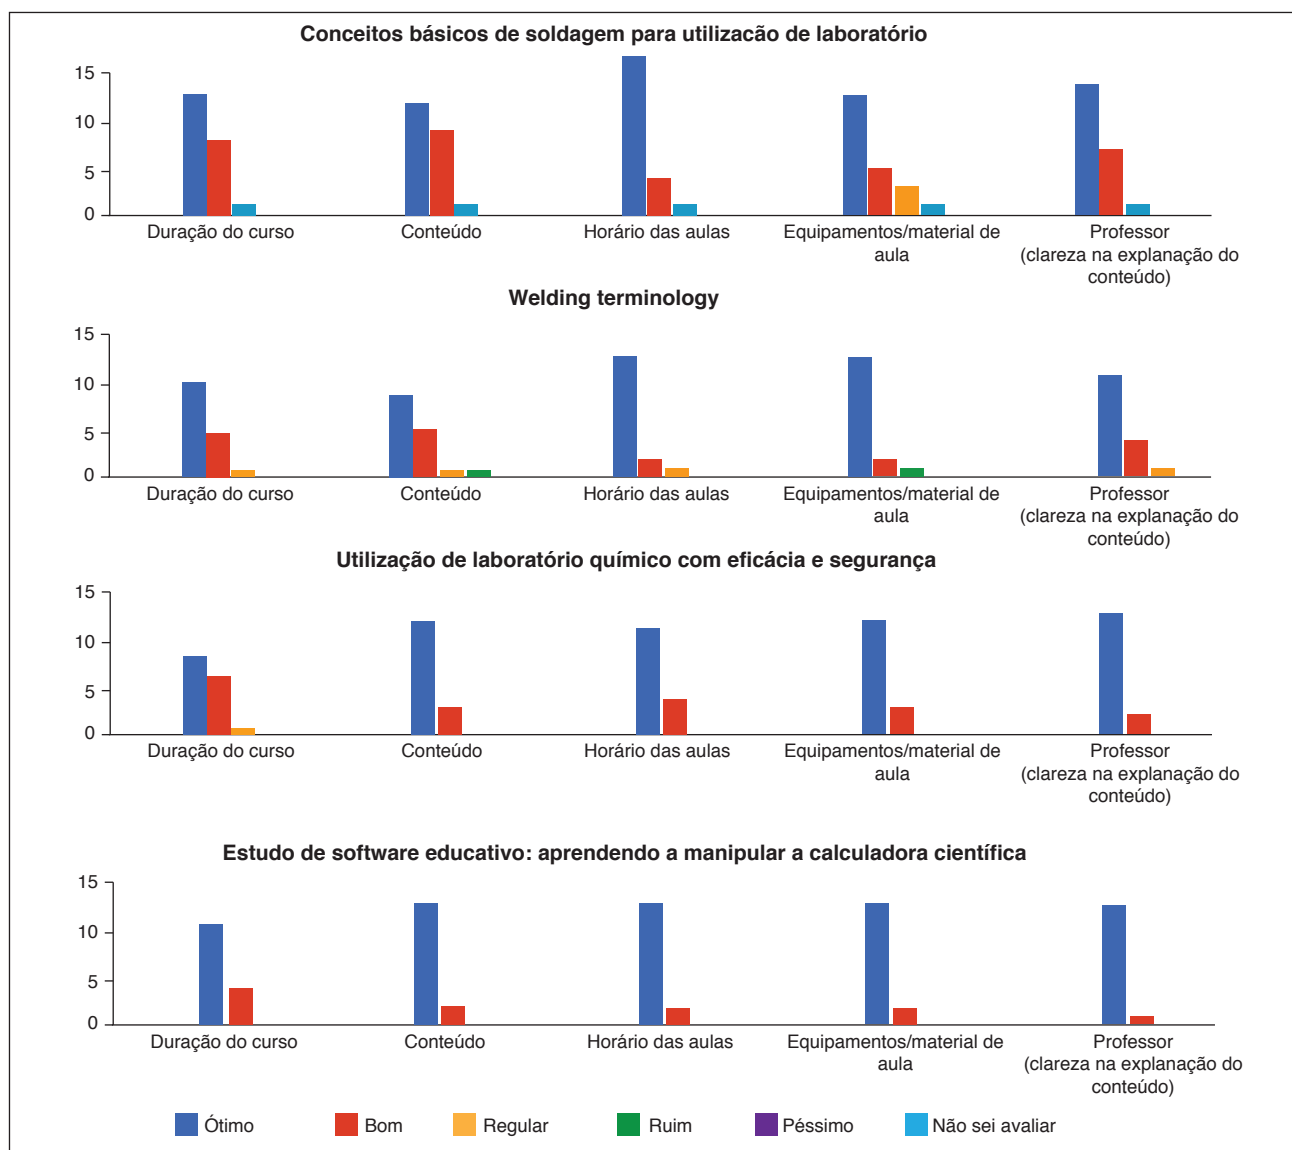 Conceitos básicos de soldagem para utilizacão de laboratório
15
10
5
0
Duração do curso
Conteúdo
Horário das aulas
Equipamentos/material de
aula
Professor
(clareza na explanação do
conteúdo)
Welding terminology
15
10
5
0
Duração do curso
Conteúdo
Horário das aulas
Equipamentos/material de
aula
Professor
(clareza na explanação do
conteúdo)
Utilização de laboratório químico com eficácia e segurança
15
10
5
0
Duração do curso
Conteúdo
Horário das aulas
Equipamentos/material de
aula
Professor
(clareza na explanação do
conteúdo)
Estudo de software educativo: aprendendo a manipular a calculadora científica
15
10
5
0
Duração do curso
Conteúdo
Horário das aulas
Equipamentos/material de
aula
Professor
(clareza na explanação do
conteúdo)
Ótimo
Bom
Regular
Ruim
Péssimo
Não sei avaliar